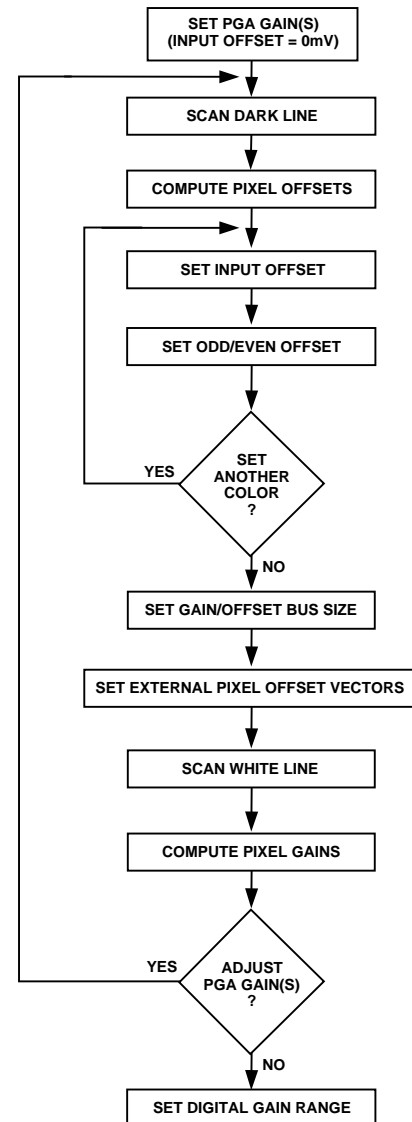 SET PGA GAIN(S)
(INPUT OFFSET = 0mV)
SCAN DARK LINE
COMPUTE PIXEL OFFSETS
SET INPUT OFFSET
SET ODD/EVEN OFFSET
YES
SET
ANOTHER
COLOR
?
NO
SET GAIN/OFFSET BUS SIZE
SET EXTERNAL PIXEL OFFSET VECTORS
SCAN WHITE LINE
COMPUTE PIXEL GAINS
YES
ADJUST
PGA GAIN(S)
?
NO
SET DIGITAL GAIN RANGE